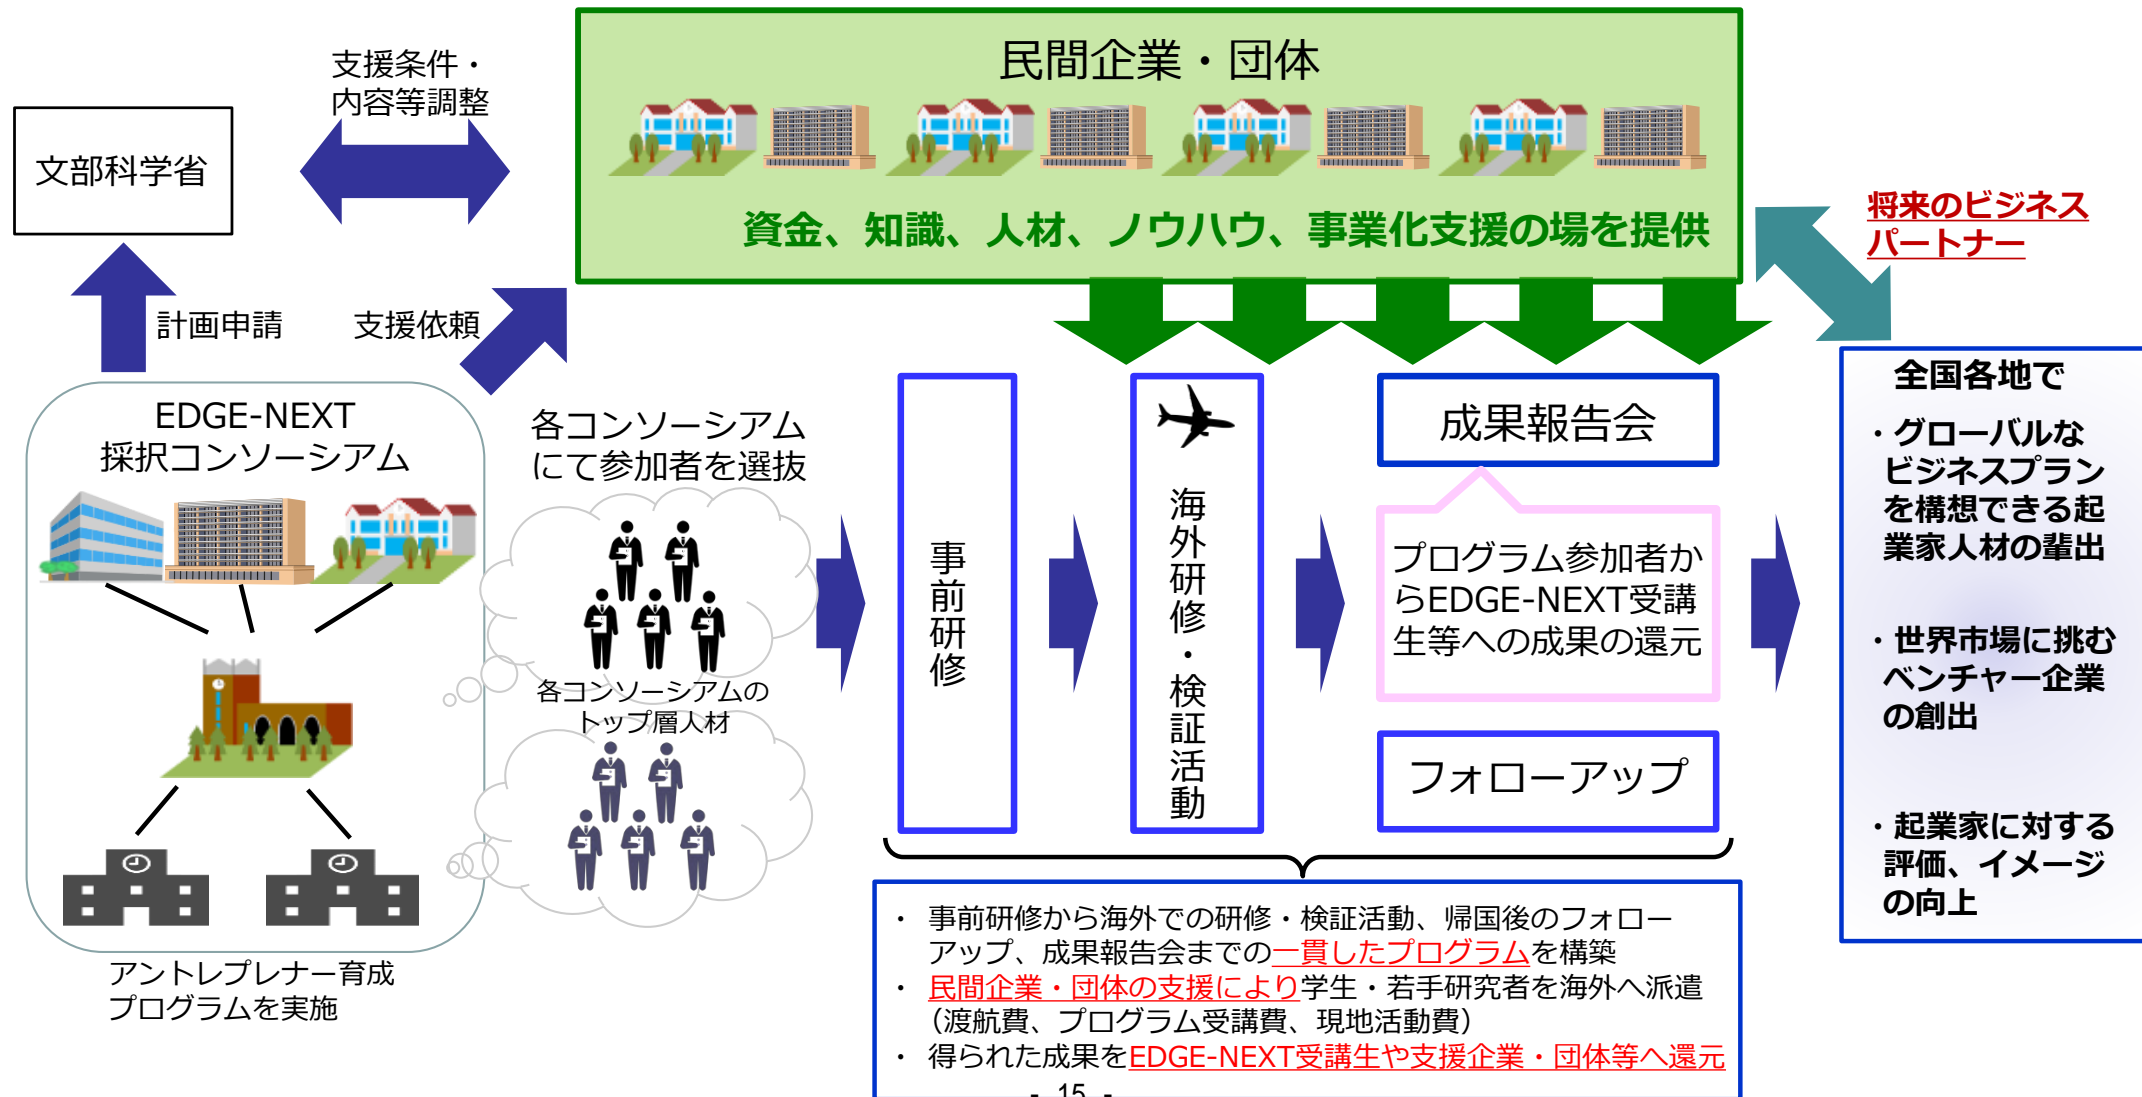 支援条件・
内容等調整
文部科学省
民間企業・団体
資金、知識、人材、ノウハウ、事業化支援の場を提供
将来のビジネス
パートナー
計画申請
支援依頼
EDGE-NEXT
採択コンソーシアム
アントレプレナー育成
プログラムを実施
各コンソーシアム
にて参加者を選抜
各コンソーシアムの
トップ層人材
事前研修
海外研修・検証活動
成果報告会
プログラム参加者か
らEDGE-NEXT受講
生等への成果の還元
フォローアップ
全国各地で
・グローバルな
ビジネスプラン
を構想できる起
業家人材の輩出
・世界市場に挑む
ベンチャー企業
の創出
・起業家に対する
評価、イメージ
の向上
・ 事前研修から海外での研修・検証活動、帰国後のフォロー
アップ、成果報告会までの一貫したプログラムを構築
・ 民間企業・団体の支援により学生・若手研究者を海外へ派遣
（渡航費、プログラム受講費、現地活動費）
・ 得られた成果をEDGE-NEXT受講生や支援企業・団体等へ還元
- 15 -